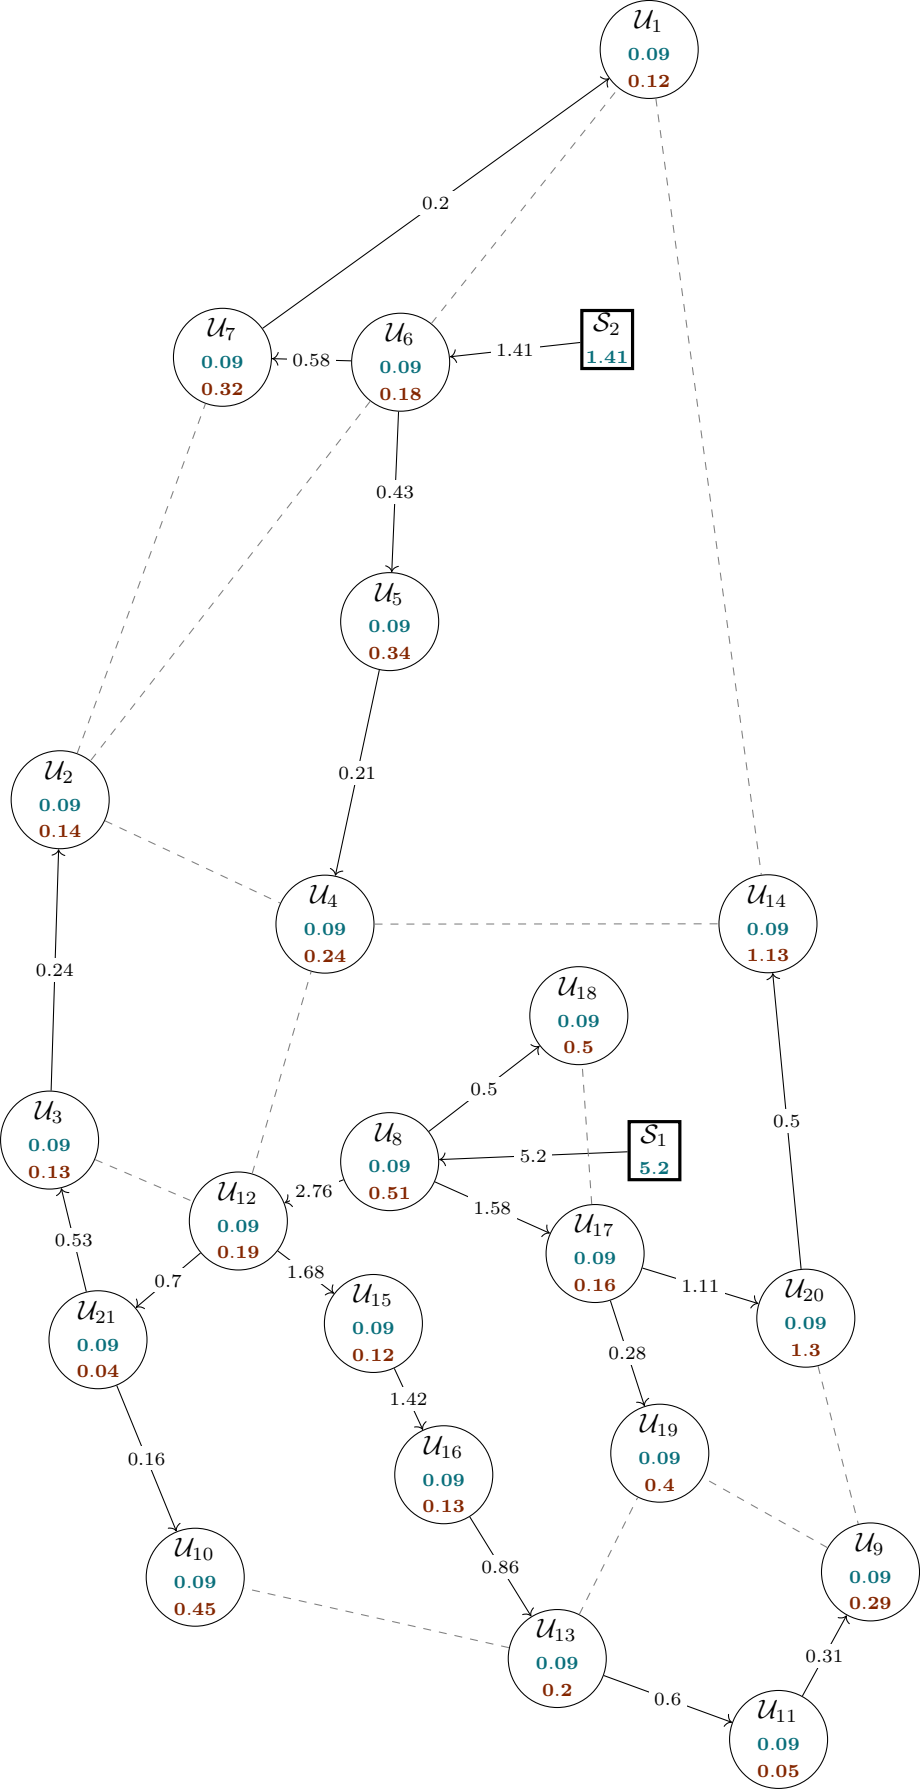 𝒰₁
0.09
0.12
0.2
𝒰₇
0.09
0.32
0.58
𝒰₆
0.09
0.18
1.41
𝒮₂
1.41
0.43
𝒰₅
0.09
0.34
0.21
𝒰₂
0.09
0.14
𝒰₄
0.09
0.24
𝒰₁₄
0.09
1.13
0.24
𝒰₁₈
0.09
0.5
0.5
𝒰₃
0.09
0.13
𝒰₈
0.09
0.51
5.2
𝒮₁
5.2
2.76
1.58
𝒰₁₂
0.09
0.19
𝒰₁₇
0.09
0.16
0.5
0.53
0.7
1.68
1.11
𝒰₂₁
0.09
0.04
𝒰₁₅
0.09
0.12
0.28
𝒰₂₀
0.09
1.3
1.42
0.16
𝒰₁₆
0.09
0.13
𝒰₁₉
0.09
0.4
0.86
𝒰₁₀
0.09
0.45
𝒰₉
0.09
0.29
𝒰₁₃
0.09
0.2
0.31
0.6
𝒰₁₁
0.09
0.05